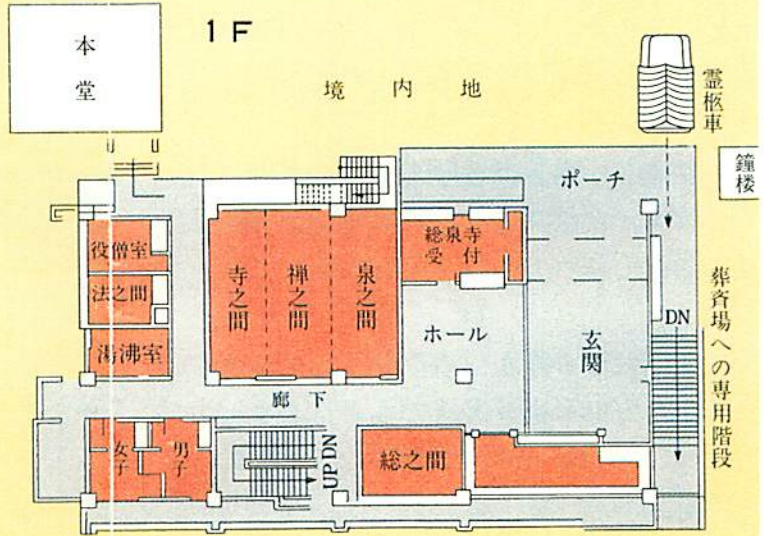 1F
本堂
境内地
霊柩車
鐘楼
ポーチ
総泉寺
受付
役僧室
法之間
湯沸室
寺之間
禅之間
泉之間
ホール
玄関
DN
葬斉場への専用階段
廊下
女子
男子
UP DN
総之間